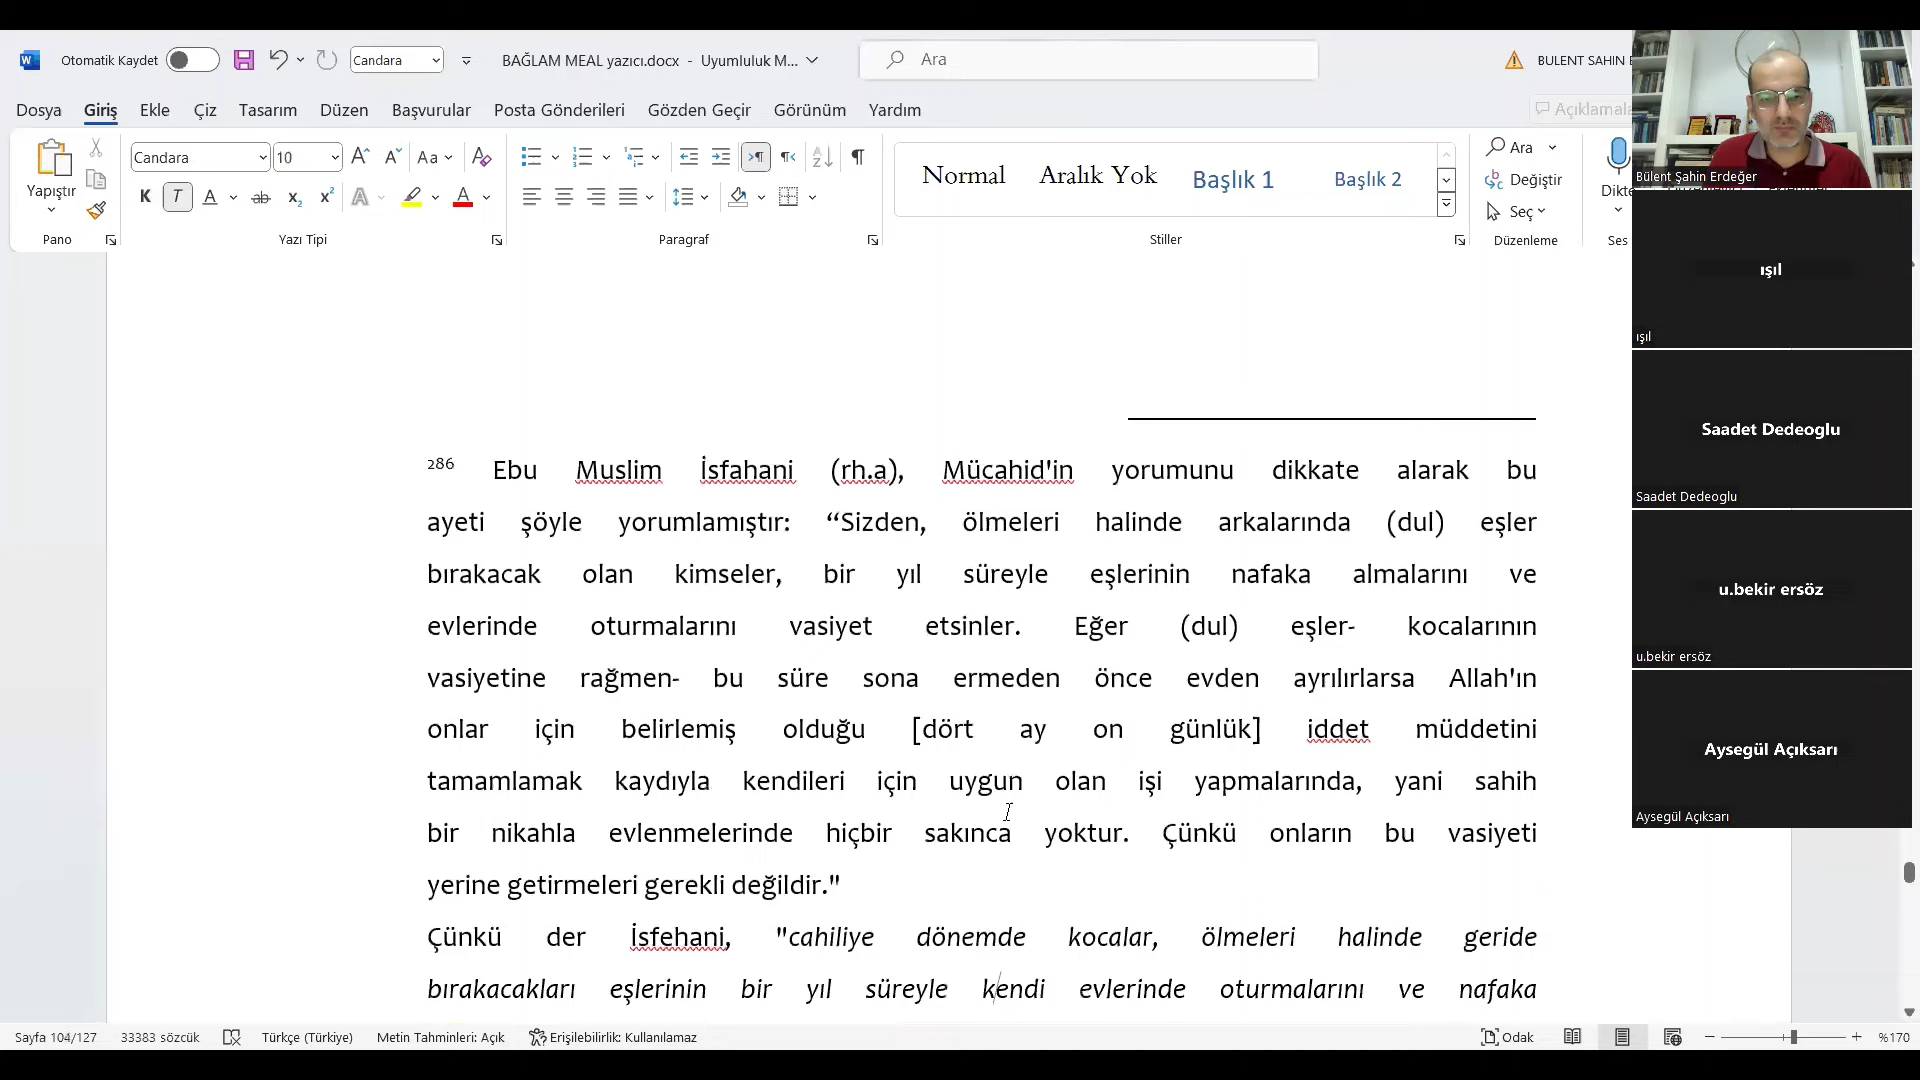 Otomatik Kaydet
Candara
BAĞLAM MEAL yazıcı.docx - Uyumluluk M...
Ara
BULENT SAHIN E
Dosya Giriş Ekle Çiz Tasarım Düzen Başvurular Posta Gönderileri Gözden Geçir Görünüm Yardım
Açıklamala
Yapıştır
Pano
Candara 10
Aa
K T A ab x₂ x² A A
Yazı Tipi
Paragraf
Normal Aralık Yok Başlık 1 Başlık 2
Stiller
Ara
Değiştir
Seç
Düzenleme
Dikte
Ses
Bülent Şahin Erdeğer
ışıl
ışıl
Saadet Dedeoglu
Saadet Dedeoglu
u.bekir ersöz
u.bekir ersöz
Aysegül Açıksarı
Aysegül Açıksarı
286 Ebu Muslim İsfahani (rh.a), Mücahid'in yorumunu dikkate alarak bu
ayeti şöyle yorumlamıştır: “Sizden, ölmeleri halinde arkalarında (dul) eşler
bırakacak olan kimseler, bir yıl süreyle eşlerinin nafaka almalarını ve
evlerinde oturmalarını vasiyet etsinler. Eğer (dul) eşler- kocalarının
vasiyetine rağmen- bu süre sona ermeden önce evden ayrılırlarsa Allah'ın
onlar için belirlemiş olduğu [dört ay on günlük] iddet müddetini
tamamlamak kaydıyla kendileri için uygun olan işi yapmalarında, yani sahih
bir nikahla evlenmelerinde hiçbir sakınca yoktur. Çünkü onların bu vasiyeti
yerine getirmeleri gerekli değildir."
Çünkü der İsfehani, "cahiliye dönemde kocalar, ölmeleri halinde geride
bırakacakları eşlerinin bir yıl süreyle kendi evlerinde oturmalarını ve nafaka
Sayfa 104/127 33383 sözcük Türkçe (Türkiye) Metin Tahminleri: Açık Erişilebilirlik: Kullanılamaz
Odak
%170